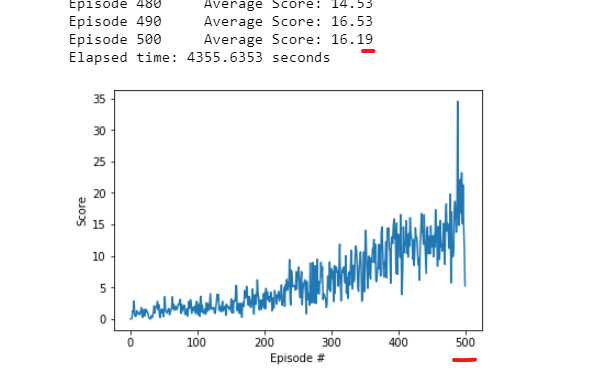 Episode 480 Average Score: 14.53
Episode 490 Average Score: 16.53
Episode 500 Average Score: 16.19
Elapsed time: 4355.6353 seconds
35
30
25
20
15
10
5
0
Score
0 100 200 300 400 500
Episode #